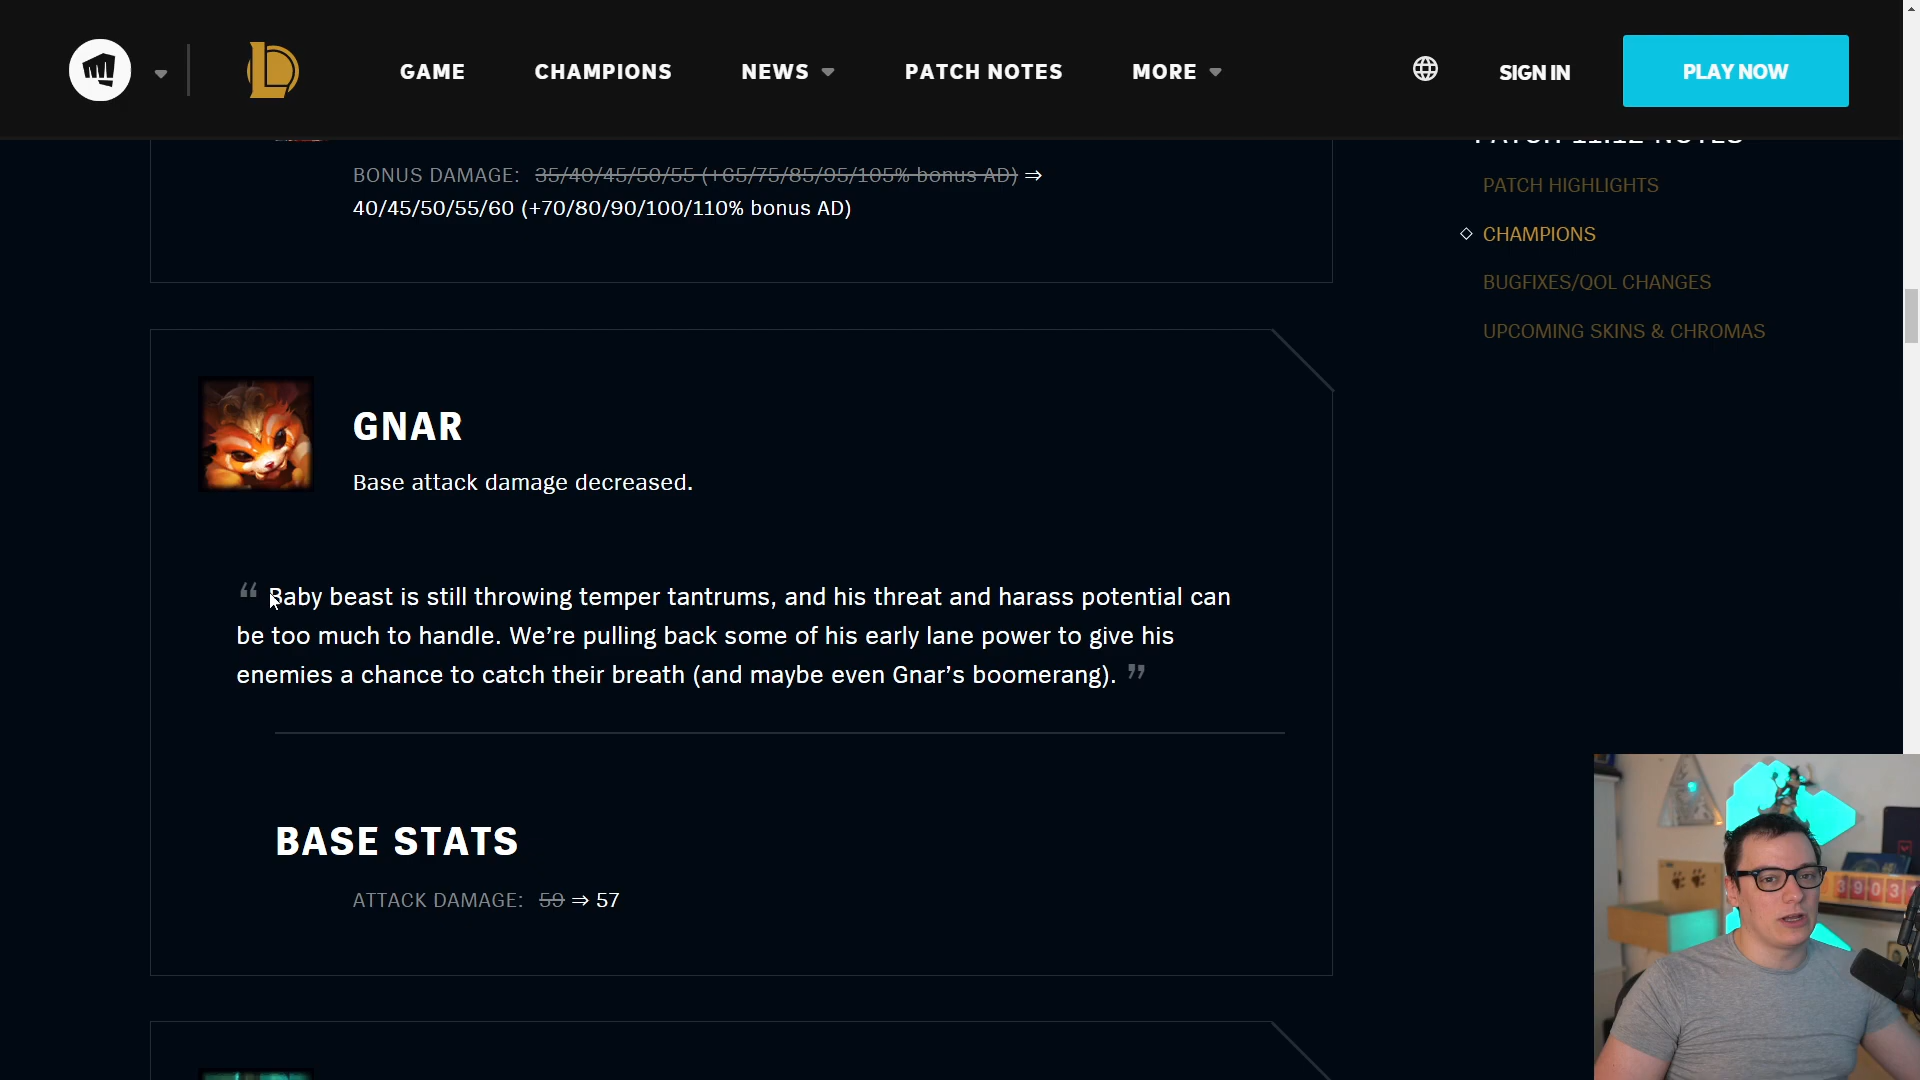 GAME
CHAMPIONS
NEWS
PATCH NOTES
MORE
SIGN IN
PLAY NOW
BONUS DAMAGE: 35/40/45/50/55 (+65/75/85/95/105% bonus AD) ⇒
40/45/50/55/60 (+70/80/90/100/110% bonus AD)
PATCH 11.12 NOTES
PATCH HIGHLIGHTS
CHAMPIONS
BUGFIXES/QOL CHANGES
UPCOMING SKINS & CHROMAS
GNAR
Base attack damage decreased.
“ Baby beast is still throwing temper tantrums, and his threat and harass potential can
be too much to handle. We’re pulling back some of his early lane power to give his
enemies a chance to catch their breath (and maybe even Gnar’s boomerang). ”
BASE STATS
ATTACK DAMAGE: 59 ⇒ 57